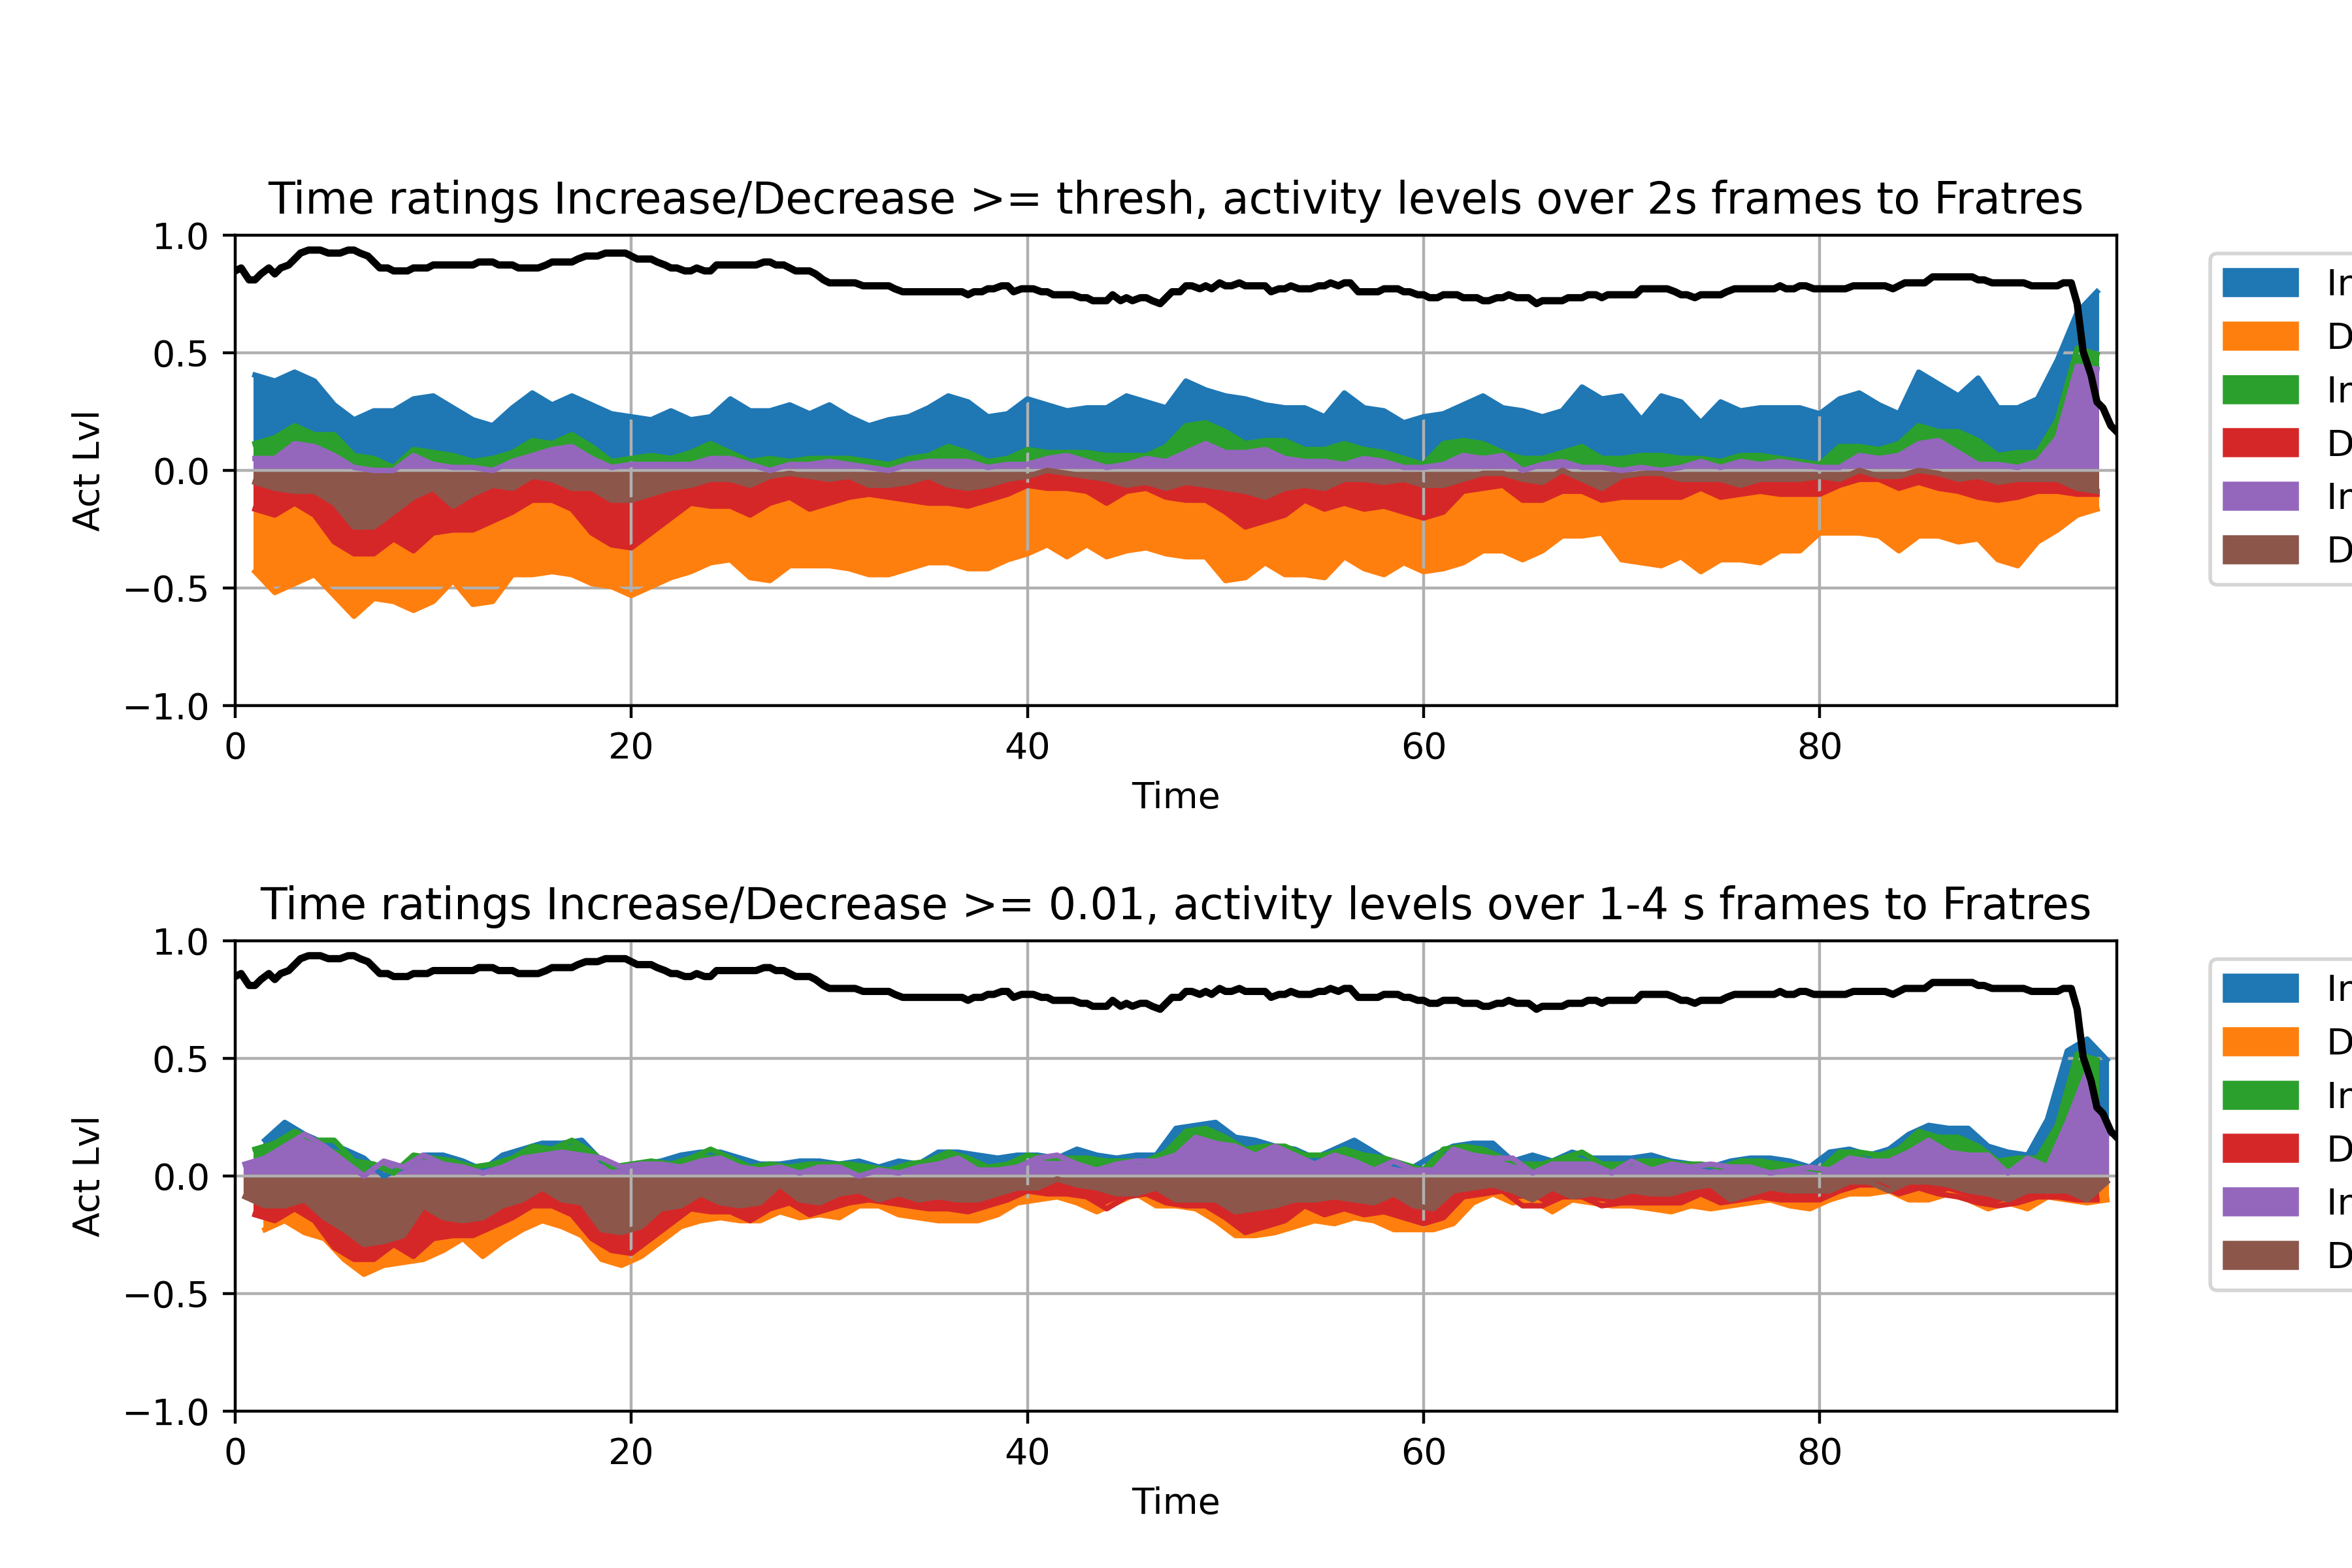 Time ratings Increase/Decrease >= thresh, activity levels over 2s frames to Fratres
1.0
0.5
0.0
−0.5
−1.0
Act Lvl
0 20 40 60 80
Time
Time ratings Increase/Decrease >= 0.01, activity levels over 1-4 s frames to Fratres
1.0
0.5
0.0
−0.5
−1.0
Act Lvl
0 20 40 60 80
Time